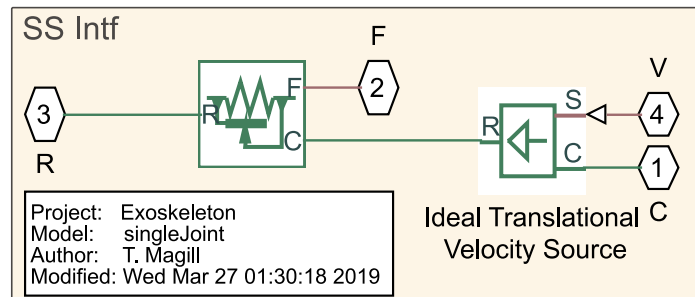 SS Intf
F
2
V
3
R
F
C
R
S
C
4
1
R
C
Ideal Translational
Velocity Source
Project: Exoskeleton
Model: singleJoint
Author: T. Magill
Modified: Wed Mar 27 01:30:18 2019